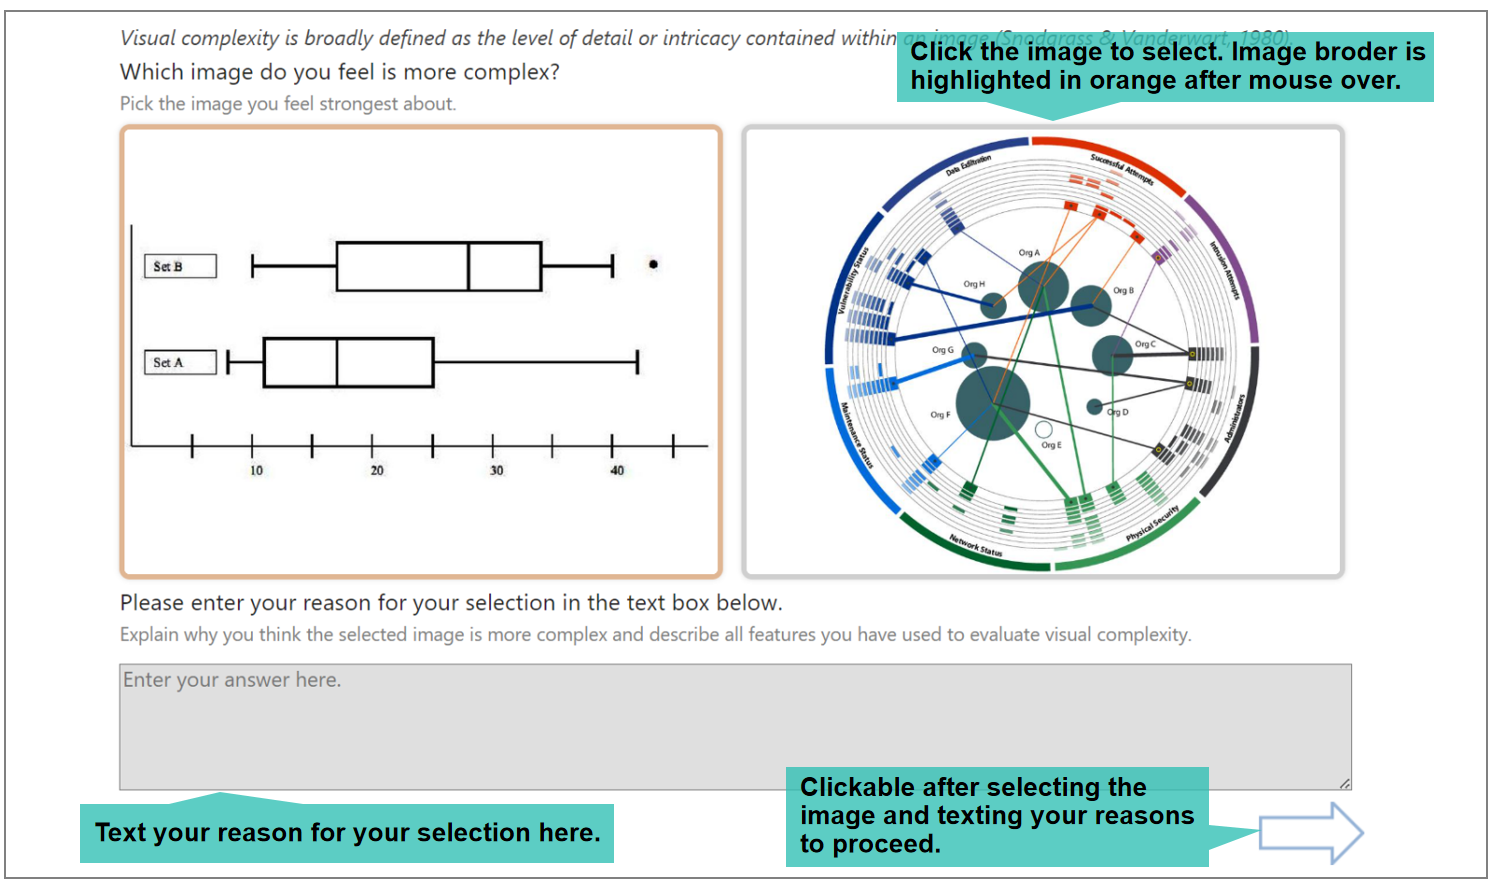 Visual complexity is broadly defined as the level of detail or intricacy contained within an image (Snodgrass & Vanderwart, 1980)
Click the image to select. Image broder is
highlighted in orange after mouse over.
Which image do you feel is more complex?
Pick the image you feel strongest about.
Set B
Set A
10 20 30 40
Data Exfiltration
Successful Attempts
Intrusion Attempts
Administrators
Physical Security
Network Status
Maintenance Status
Vulnerability Status
Org A
Org H
Org B
Org G
Org C
Org F
Org D
Org E
Please enter your reason for your selection in the text box below.
Explain why you think the selected image is more complex and describe all features you have used to evaluate visual complexity.
Enter your answer here.
Text your reason for your selection here.
Clickable after selecting the
image and texting your reasons
to proceed.